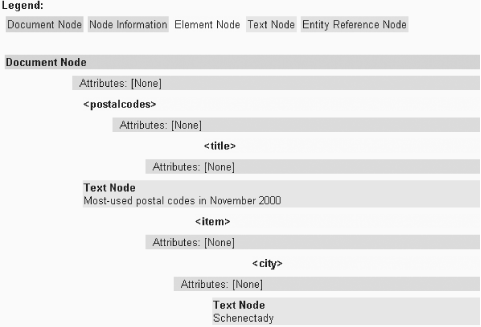 Legend:
Document Node Node Information Element Node Text Node Entity Reference Node
Document Node
Attributes: [None]
<postalcodes>
Attributes: [None]
<title>
Attributes: [None]
Text Node
Most-used postal codes in November 2000
<item>
Attributes: [None]
<city>
Attributes: [None]
Text Node
Schenectady